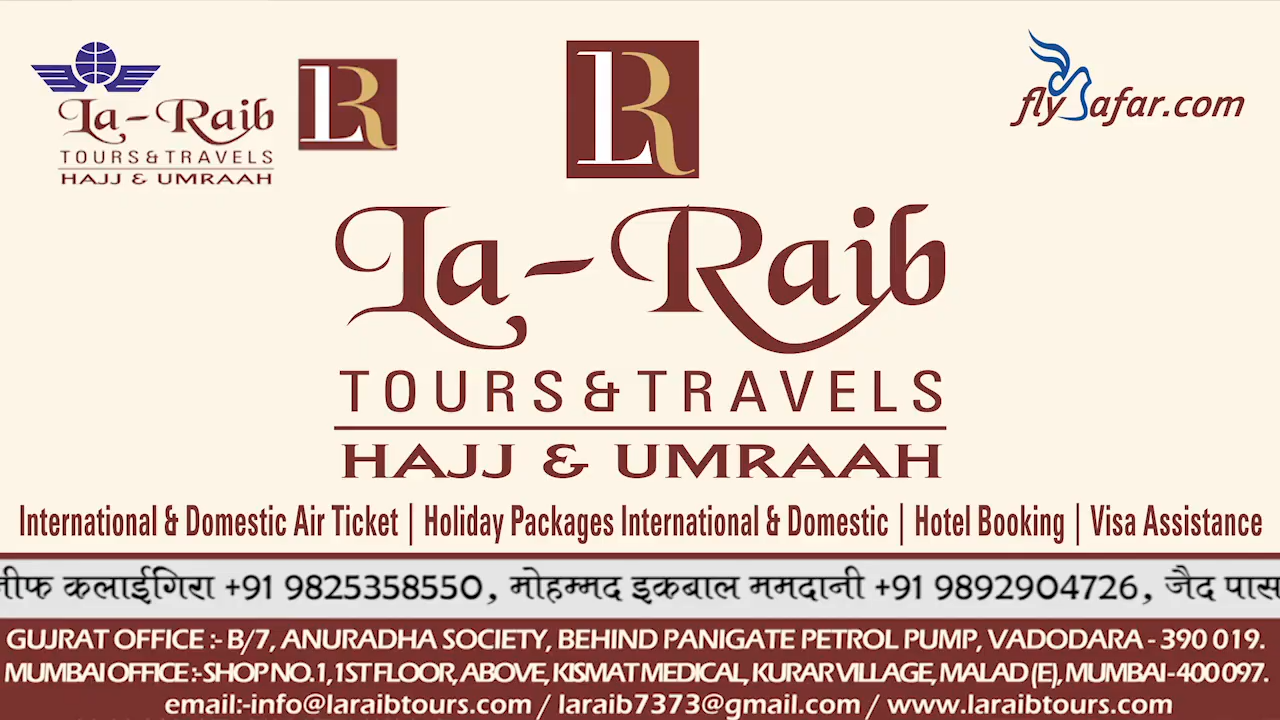 La-Raib
TOURS & TRAVELS
HAJJ & UMRAAH
LR
LR
flySafar.com
La-Raib
TOURS & TRAVELS
HAJJ & UMRAAH
International & Domestic Air Ticket | Holiday Packages International & Domestic | Hotel Booking | Visa Assistance
कलाईगिरा +91 9825358550, मोहम्मद इकबाल ममदानी +91 9892904726, जैद
GUJRAT OFFICE :- B/7, ANURADHA SOCIETY, BEHIND PANIGATE PETROL PUMP, VADODARA - 390 019.
MUMBAI OFFICE :- SHOP NO. 1, 1ST FLOOR, ABOVE, KISMAT MEDICAL, KURAR VILLAGE, MALAD (E), MUMBAI - 400 097.
email:-info@laraibtours.com / laraib7373@gmail.com / www.laraibtours.com